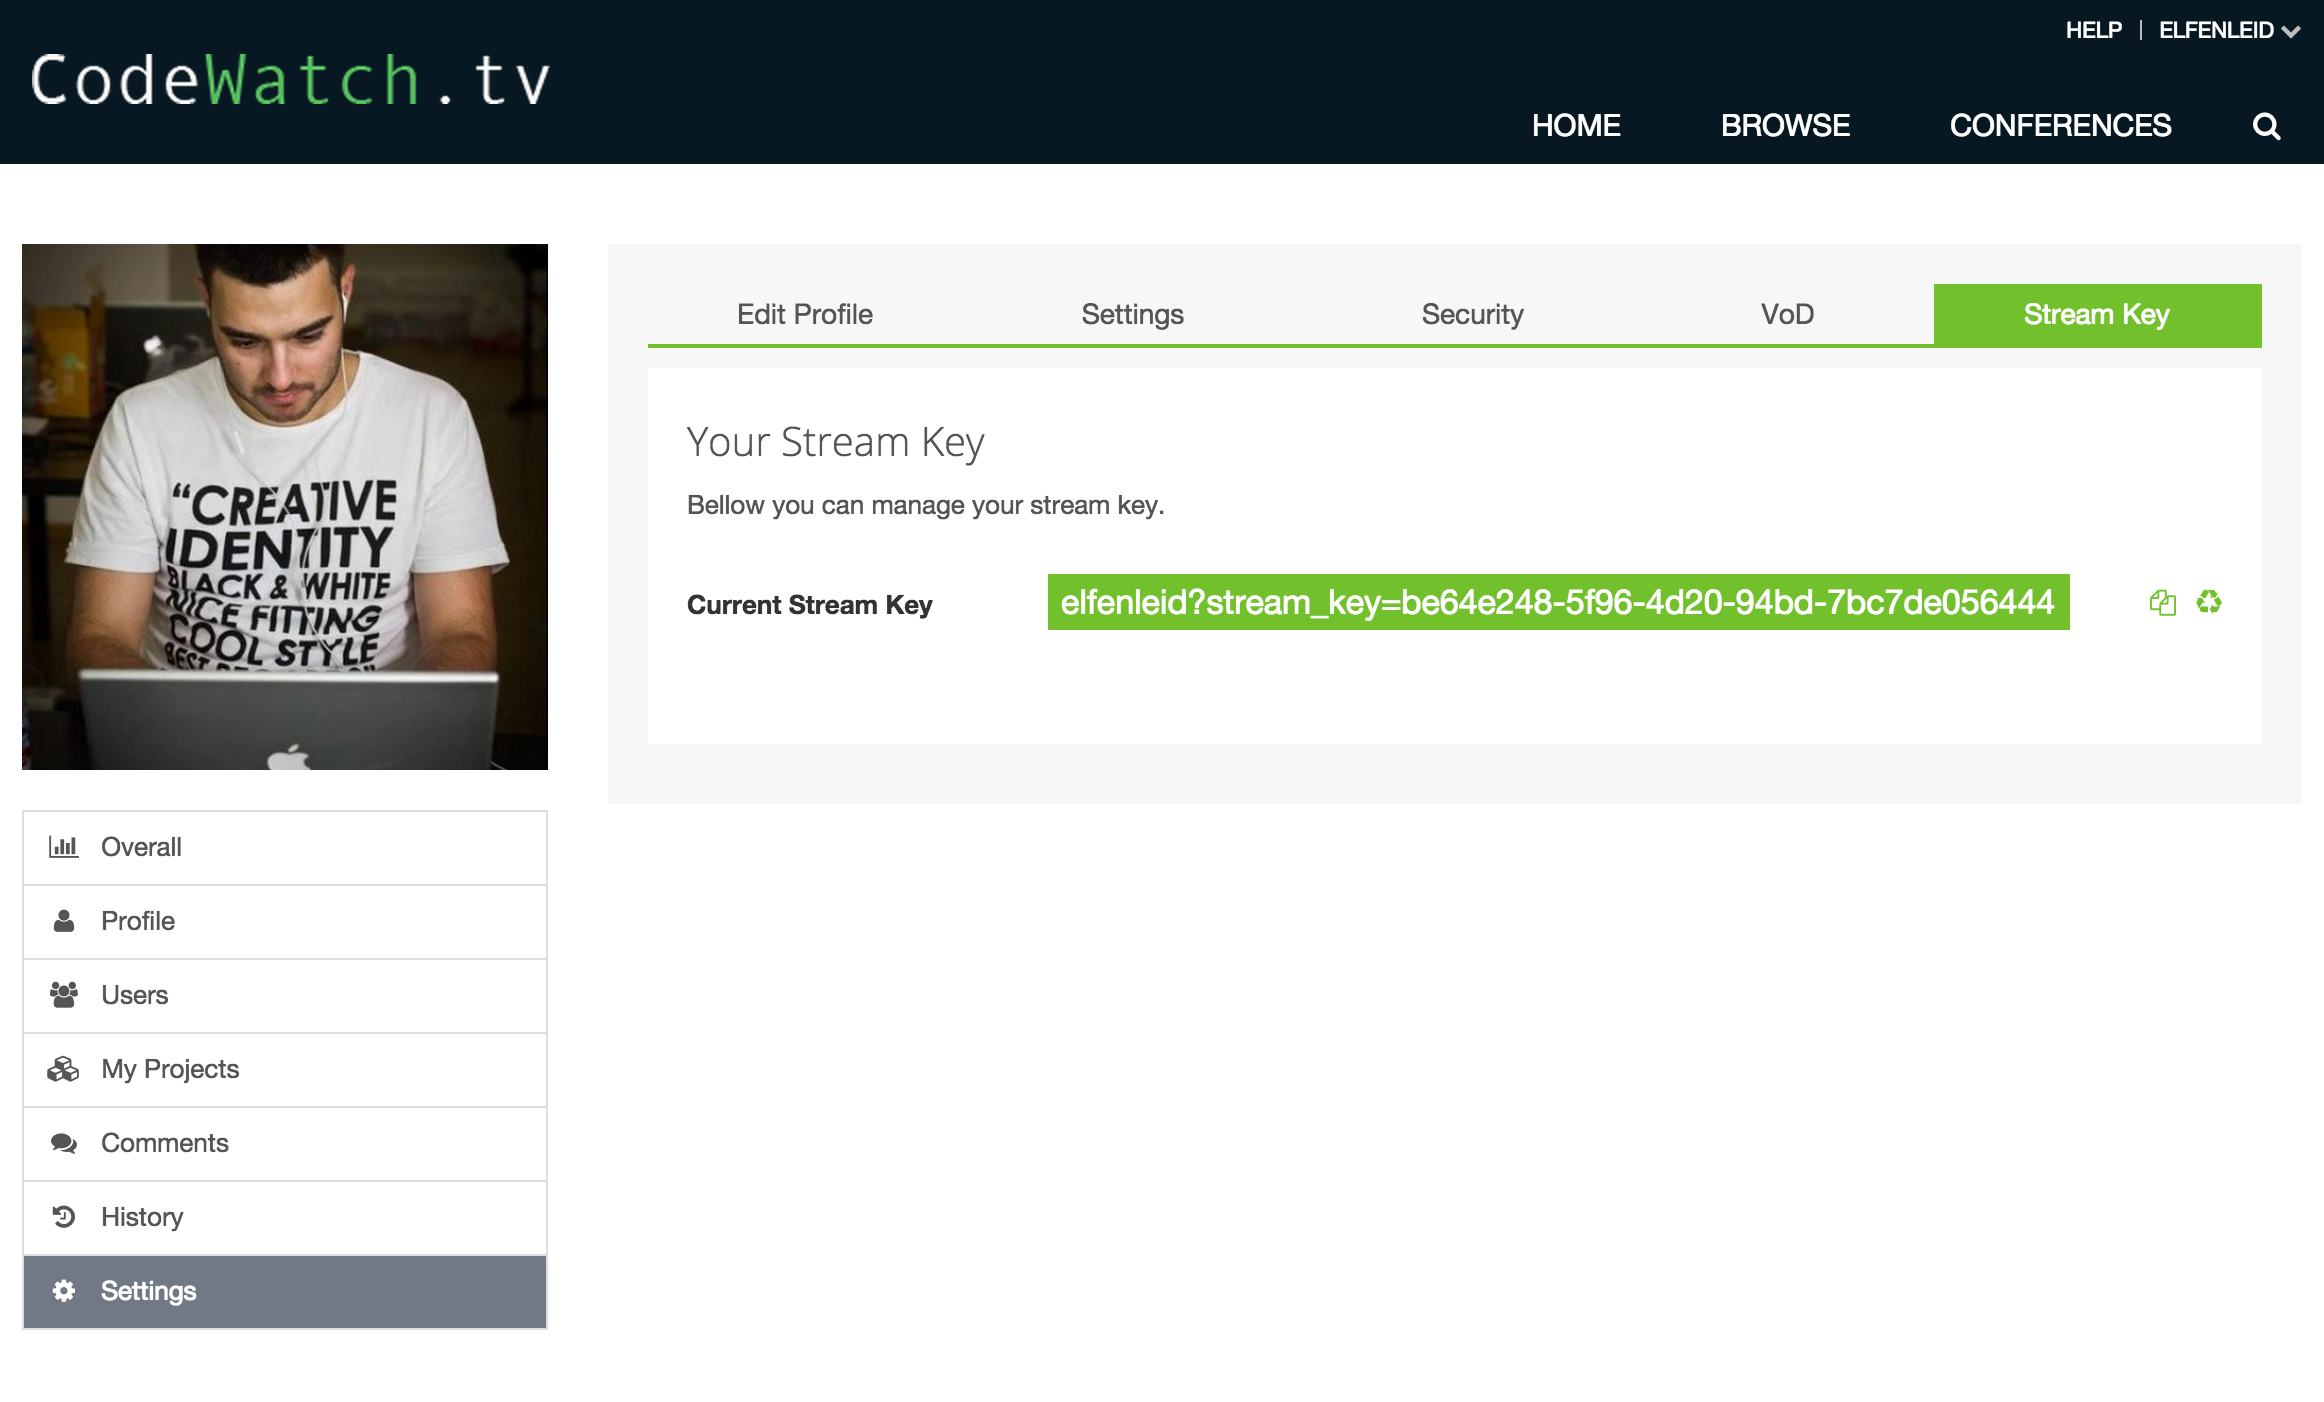 HELP | ELFENLEID
CodeWatch.tv
HOME BROWSE CONFERENCES
Edit Profile Settings Security VoD Stream Key
Your Stream Key
Bellow you can manage your stream key.
Current Stream Key elfenleid?stream_key=be64e248-5f96-4d20-94bd-7bc7de056444
“CREATIVE
IDENTITY
BLACK & WHITE
NICE FITTING
COOL STYLE
BEST
Overall
Profile
Users
My Projects
Comments
History
Settings